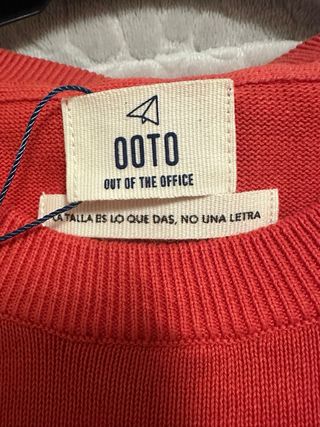 OOTO
OUT OF THE OFFICE
LA TALLA ES LO QUE DAS, NO UNA LETRA